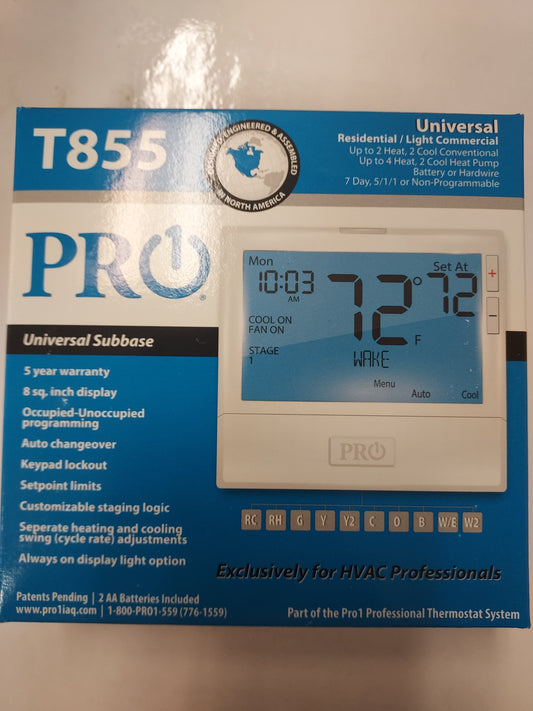 T855
DESIGNED, ENGINEERED & ASSEMBLED
IN NORTH AMERICA
Universal
Residential / Light Commercial
Up to 2 Heat, 2 Cool Conventional
Up to 4 Heat, 2 Cool Heat Pump
Battery or Hardwire
7 Day, 5/1/1 or Non-Programmable
PRO1®
Universal Subbase
5 year warranty
8 sq. inch display
Occupied-Unoccupied
programming
Auto changeover
Keypad lockout
Setpoint limits
Customizable staging logic
Seperate heating and cooling
swing (cycle rate) adjustments
Always on display light option
Mon
10:03
AM
72°F
Set At
72
+
−
COOL ON
FAN ON
STAGE
1
WAKE
Menu
Auto
Cool
PRO1
RC RH G Y Y2 C O B W/E W2
Exclusively for HVAC Professionals
Patents Pending | 2 AA Batteries Included
www.pro1iaq.com | 1-800-PRO1-559 (776-1559)
Part of the Pro1 Professional Thermostat System